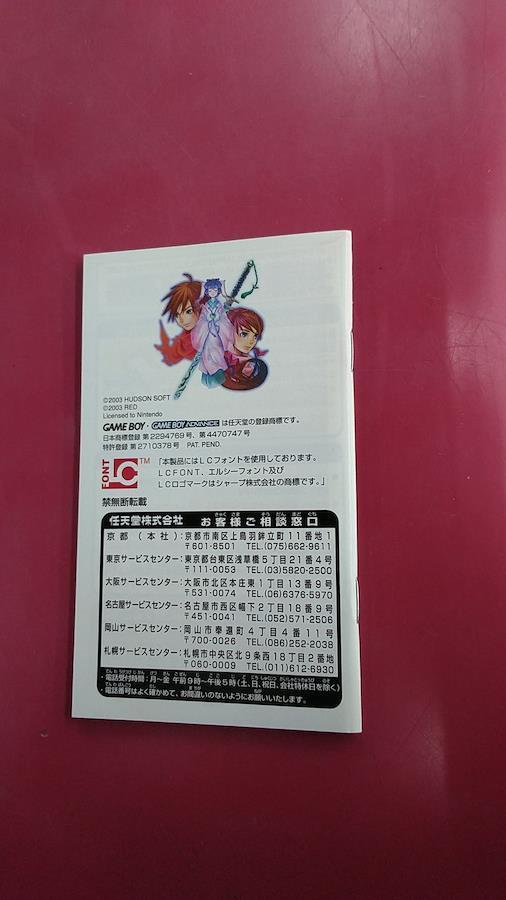 ©2003 HUDSON SOFT
©2003 RED
Licensed to Nintendo
GAME BOY・GAME BOY ADVANCE は任天堂の登録商標です。
日本商標登録 第2294769号、第4470747号
特許登録 第2710378号 PAT. PEND.
FONT LC TM
「本製品にはLCフォントを使用しております。
LCFONT、エルシーフォント及び
LCロゴマークはシャープ株式会社の商標です。」
禁無断転載
任天堂株式会社 お客様ご相談窓口
京都（本社）：京都市南区上鳥羽鉾立町11番地1
〒601-8501 TEL.(075)662-9611
東京サービスセンター：東京都台東区浅草橋5丁目21番4号
〒111-0053 TEL.(03)5820-2500
大阪サービスセンター：大阪市北区本庄東1丁目13番9号
〒531-0074 TEL.(06)6376-5970
名古屋サービスセンター：名古屋市西区幅下2丁目18番9号
〒451-0041 TEL.(052)571-2506
岡山サービスセンター：岡山市奉還町4丁目4番11号
〒700-0026 TEL.(086)252-2038
札幌サービスセンター：札幌市中央区北9条西18丁目2番地
〒060-0009 TEL.(011)612-6930
・電話受付時間：月〜金 午前9時〜午後5時(土、日、祝日、会社特休日を除く)
・電話番号はよく確かめて、お間違いのないようにお願いいたします。